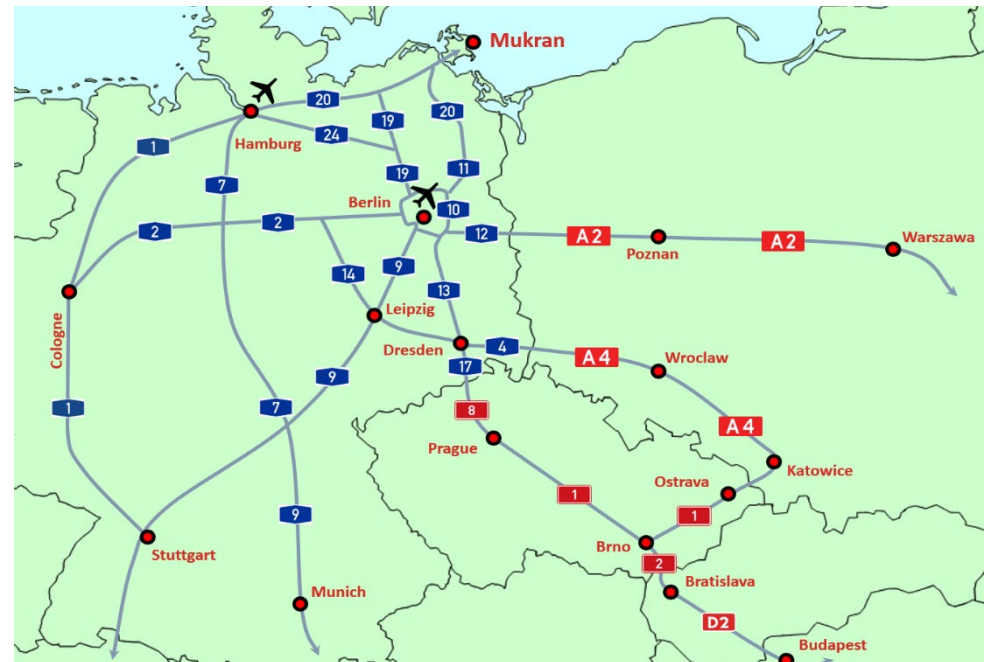 Mukran
20
1
20
19
24
Hamburg
7
19
11
Berlin
10
2
2
12
A2
Poznan
A2
Warszawa
14
9
13
Cologne
Leipzig
Dresden
4
A4
Wroclaw
17
9
1
7
8
A4
Prague
Ostrava
Katowice
1
1
9
Brno
Stuttgart
2
Bratislava
Munich
D2
Budapest